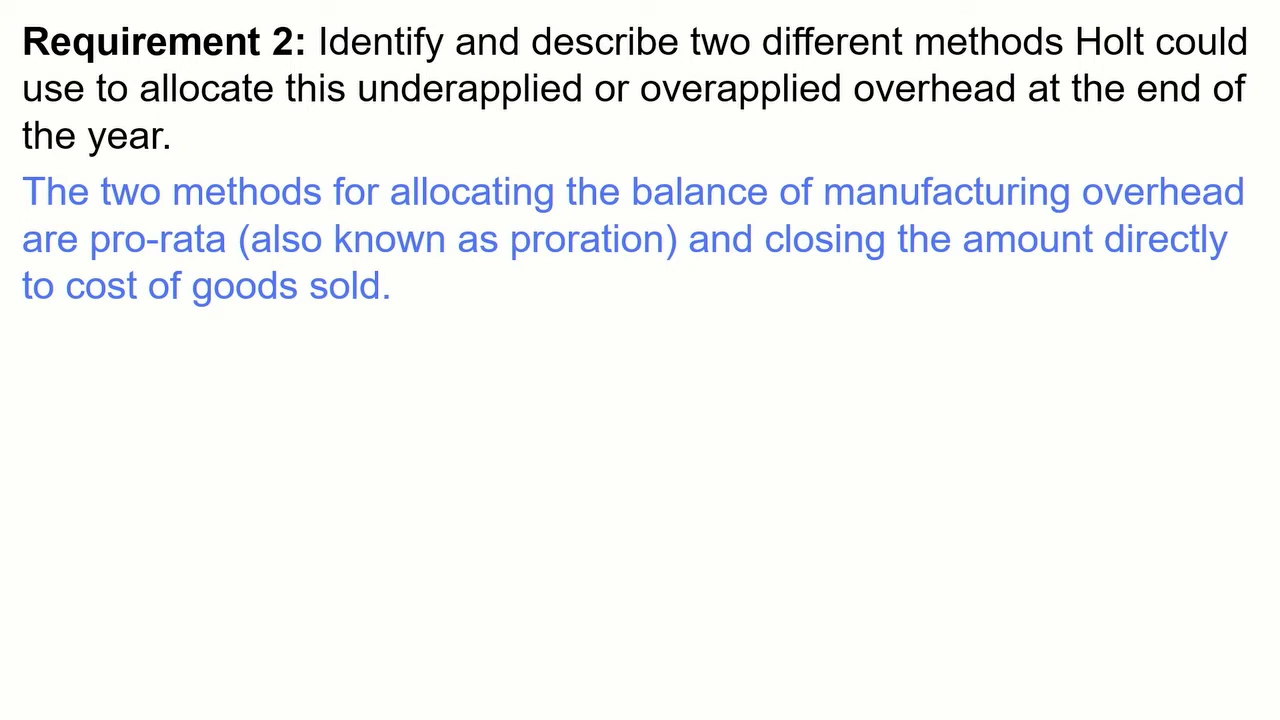 Requirement 2: Identify and describe two different methods Holt could
use to allocate this underapplied or overapplied overhead at the end of
the year.
The two methods for allocating the balance of manufacturing overhead
are pro-rata (also known as proration) and closing the amount directly
to cost of goods sold.